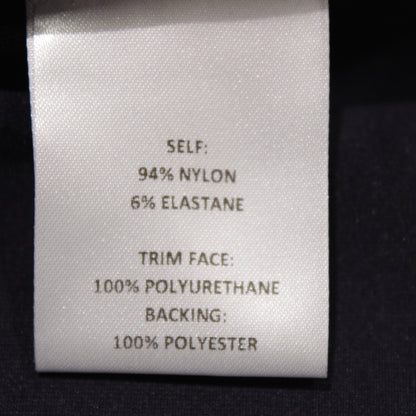 SELF:
94% NYLON
6% ELASTANE
TRIM FACE:
100% POLYURETHANE
BACKING:
100% POLYESTER